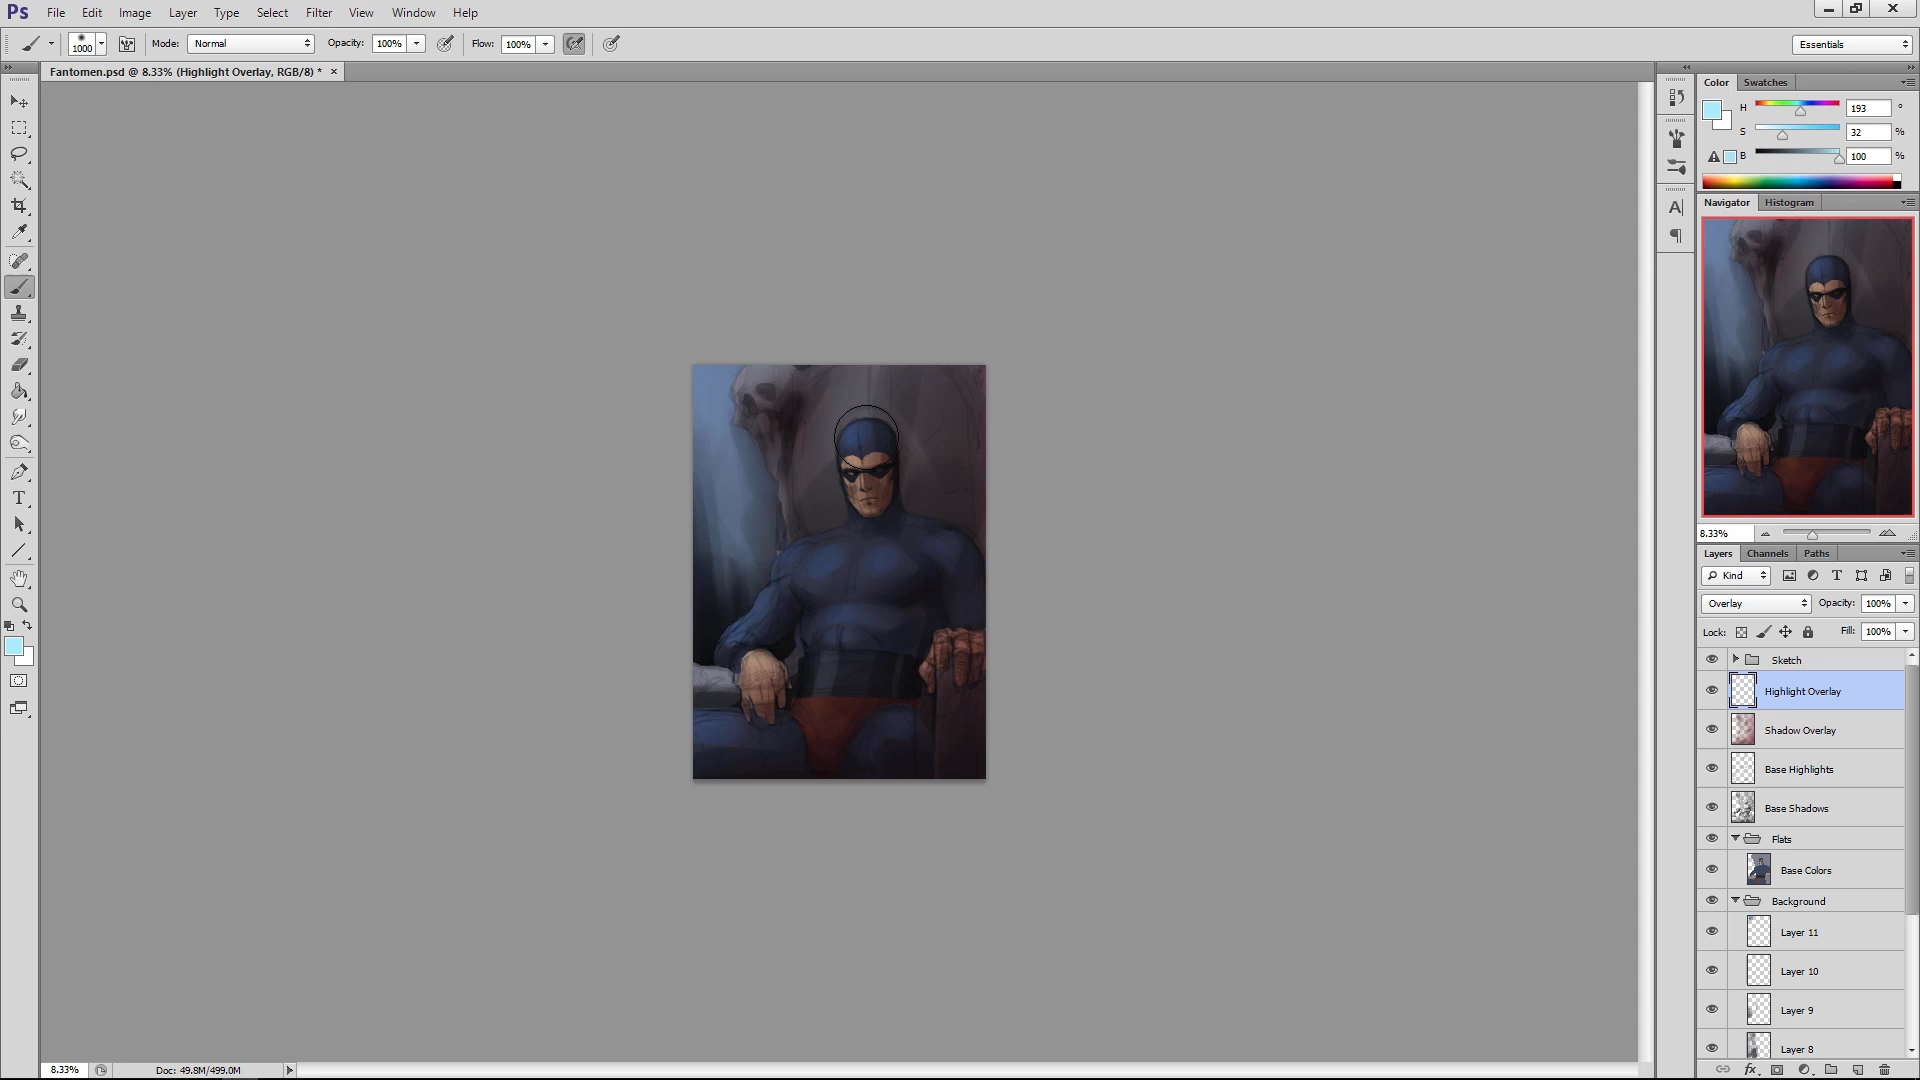 Ps File Edit Image Layer Type Select Filter View Window Help
1000 Mode: Normal Opacity: 100% Flow: 100% Essentials
Fantomen.psd @ 8.33% (Highlight Overlay, RGB/8) * ×
Color Swatches
H 193 °
S 32 %
B 100 %
Navigator Histogram
8.33%
Layers Channels Paths
Kind
Overlay Opacity: 100%
Lock: Fill: 100%
Sketch
Highlight Overlay
Shadow Overlay
Base Highlights
Base Shadows
Flats
Base Colors
Background
Layer 11
Layer 10
Layer 9
Layer 8
8.33% Doc: 49.8M/499.0M